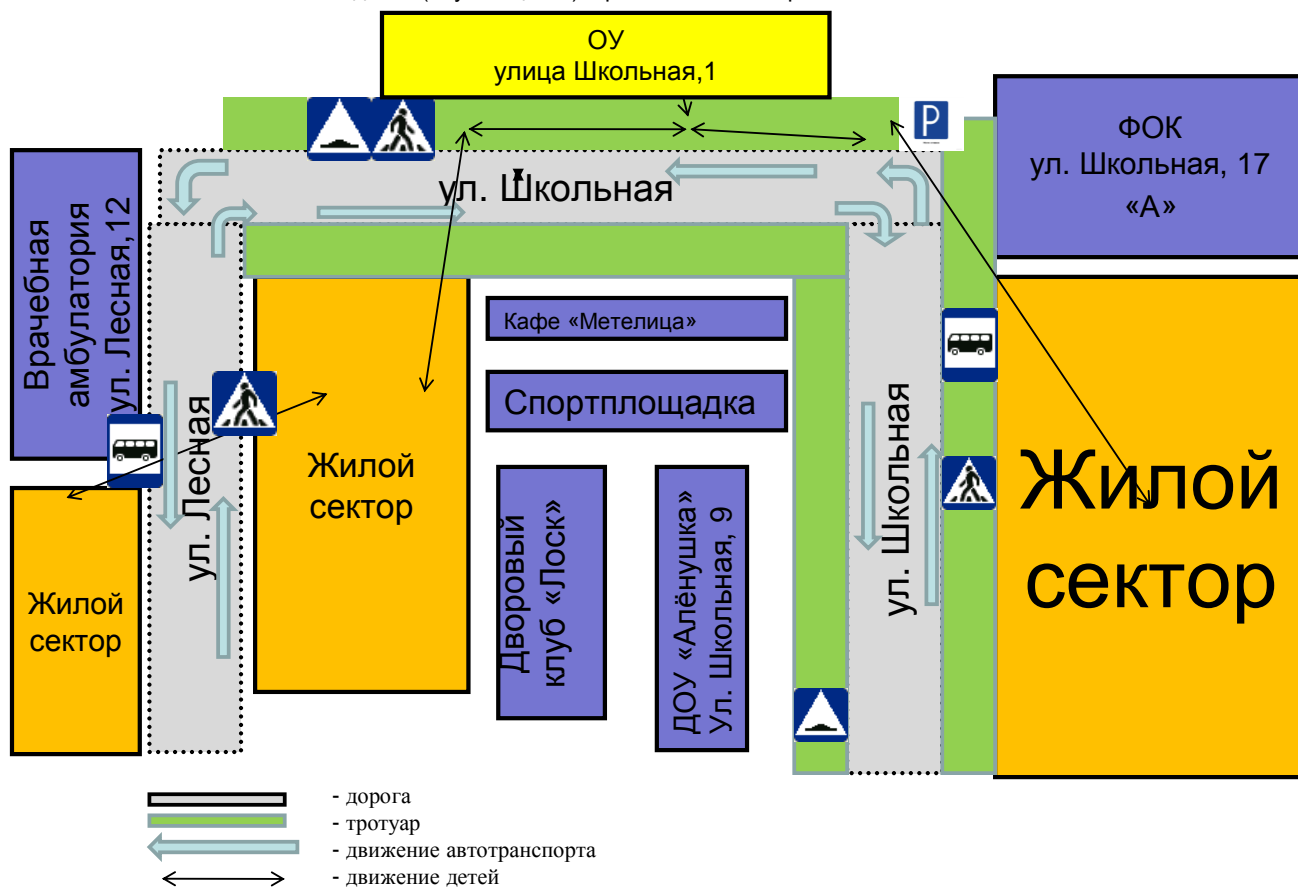 ОУ
улица Школьная,1
P
ФОК
ул. Школьная, 17
«А»
ул. Школьная
Врачебная
амбулатория
ул. Лесная,12
Кафе «Метелица»
Спортплощадка
ул. Лесная
Жилой
сектор
Жилой
сектор
Дворовый
клуб «Лоск»
ДОУ «Алёнушка»
Ул. Школьная, 9
ул. Школьная
Жилой
сектор
- дорога
- тротуар
- движение автотранспорта
- движение детей